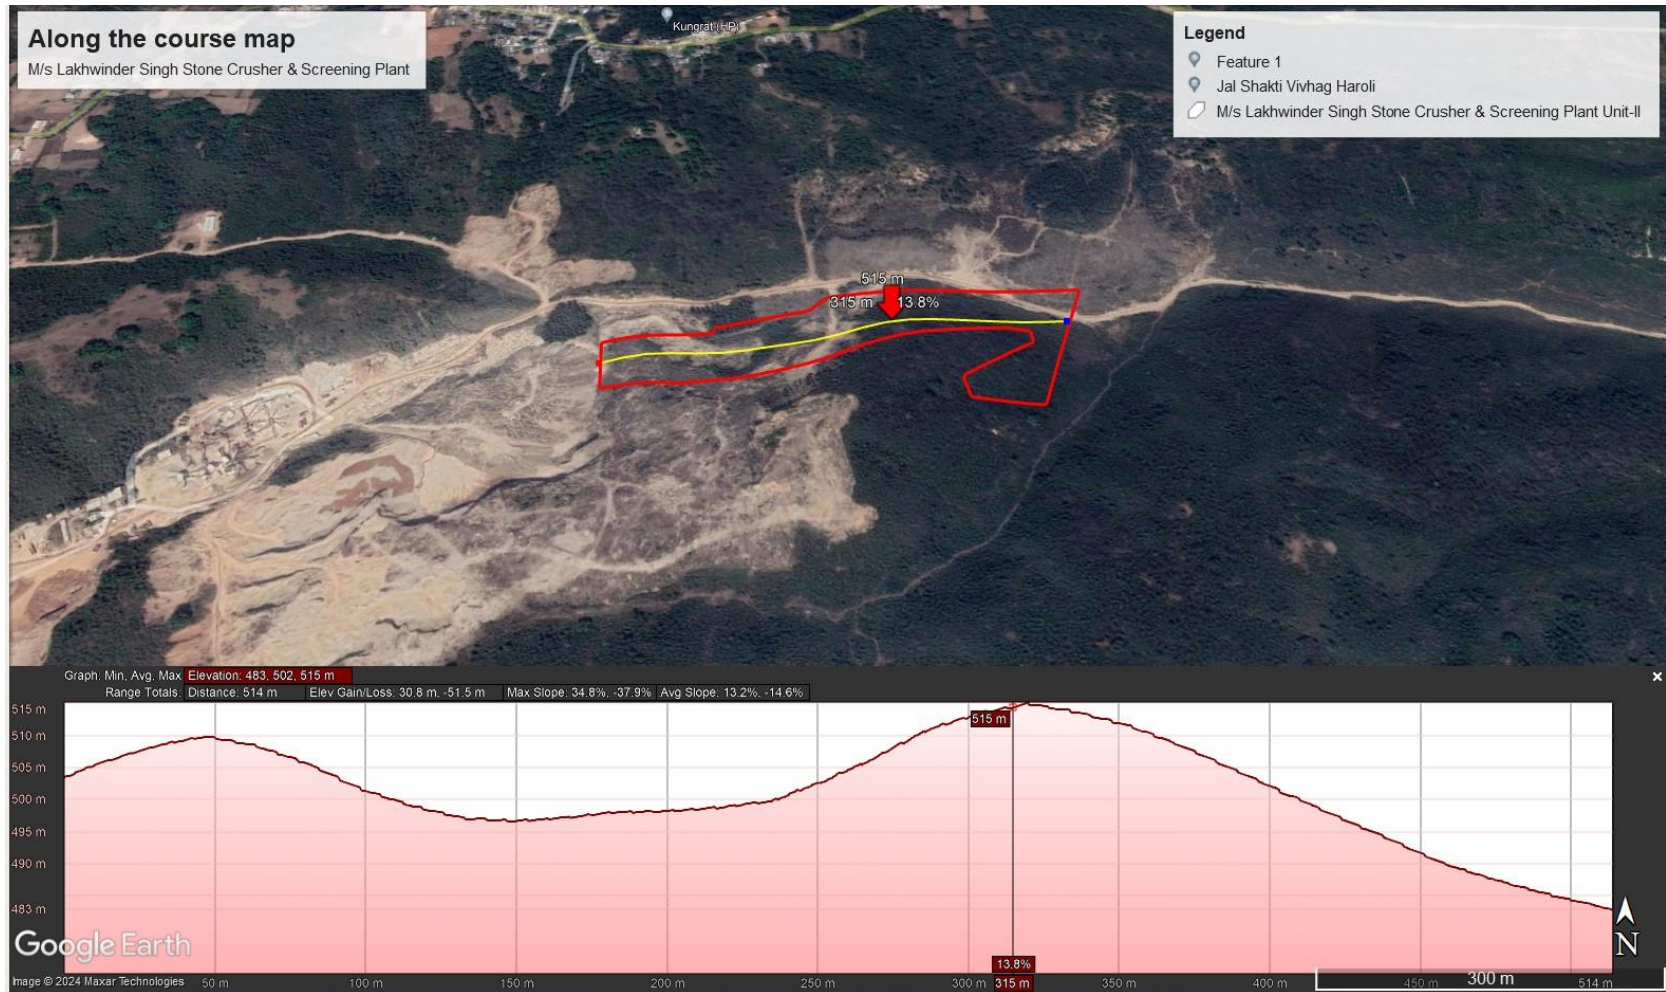 Along the course map
M/s Lakhwinder Singh Stone Crusher & Screening Plant
Kungrat (HP)
Legend
Feature 1
Jal Shakti Vivhag Haroli
M/s Lakhwinder Singh Stone Crusher & Screening Plant Unit-II
515 m
315 m 13.8%
Graph: Min, Avg, Max Elevation: 483, 502, 515 m
Range Totals: Distance: 514 m Elev Gain/Loss: 30.8 m, -51.5 m Max Slope: 34.8%, -37.9% Avg Slope: 13.2%, -14.6%
515 m
515 m
510 m
505 m
500 m
495 m
490 m
483 m
Google Earth
N
13.8%
Image © 2024 Maxar Technologies
50 m 100 m 150 m 200 m 250 m 300 m 315 m 350 m 400 m 450 m 514 m
300 m